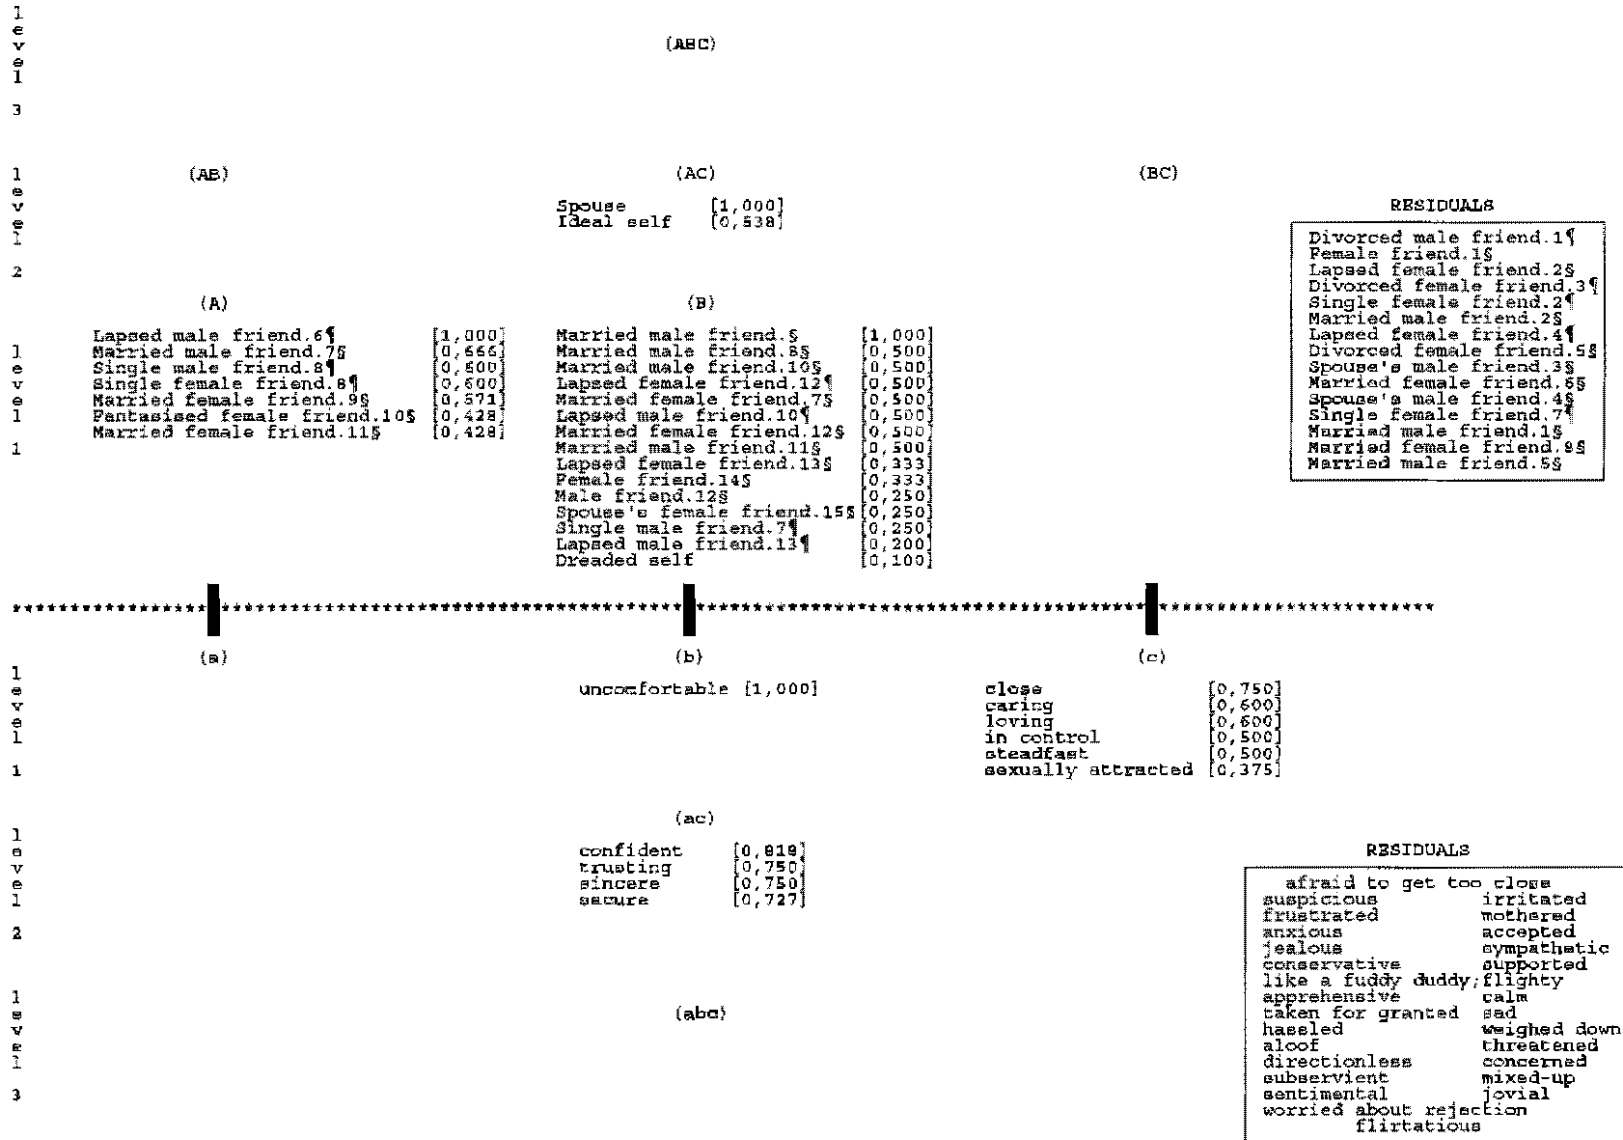 level 3
(ABC)
level 2
(AB)
(AC)
Spouse [1,000]
Ideal self [0,538]
(BC)
RESIDUALS
Divorced male friend.1¶
Female friend.1§
Lapsed female friend.2§
Divorced female friend.3¶
Single female friend.2¶
Married male friend.2§
Lapsed female friend.4¶
Divorced female friend.5§
Spouse's male friend.3§
Married female friend.6§
Spouse's male friend.4§
Single female friend.7¶
Married male friend.1§
Married female friend.8§
Married male friend.5§
level 1
(A)
Lapsed male friend.6¶ [1,000]
Married male friend.7§ [0,666]
Single male friend.8¶ [0,600]
Single female friend.8¶ [0,600]
Married female friend.9§ [0,571]
Fantasised female friend.10§ [0,428]
Married female friend.11§ [0,428]
(B)
Married male friend.§ [1,000]
Married male friend.8§ [0,500]
Married male friend.10§ [0,500]
Lapsed female friend.12¶ [0,500]
Married female friend.7§ [0,500]
Lapsed male friend.10¶ [0,500]
Married female friend.12§ [0,500]
Married male friend.11§ [0,500]
Lapsed female friend.13§ [0,333]
Female friend.14§ [0,333]
Male friend.12§ [0,250]
Spouse's female friend.15§ [0,250]
Single male friend.7¶ [0,250]
Lapsed male friend.13¶ [0,200]
Dreaded self [0,100]
level 1
(a)
(b)
uncomfortable [1,000]
(c)
close [0,750]
caring [0,600]
loving [0,600]
in control [0,500]
steadfast [0,500]
sexually attracted [0,375]
level 2
(ac)
confident [0,818]
trusting [0,750]
sincere [0,750]
secure [0,727]
level 3
(abc)
RESIDUALS
afraid to get too close
suspicious irritated
frustrated mothered
anxious accepted
jealous sympathetic
conservative supported
like a fuddy duddy; flighty
apprehensive calm
taken for granted sad
hassled weighed down
aloof threatened
directionless concerned
subservient mixed-up
sentimental jovial
worried about rejection
flirtatious